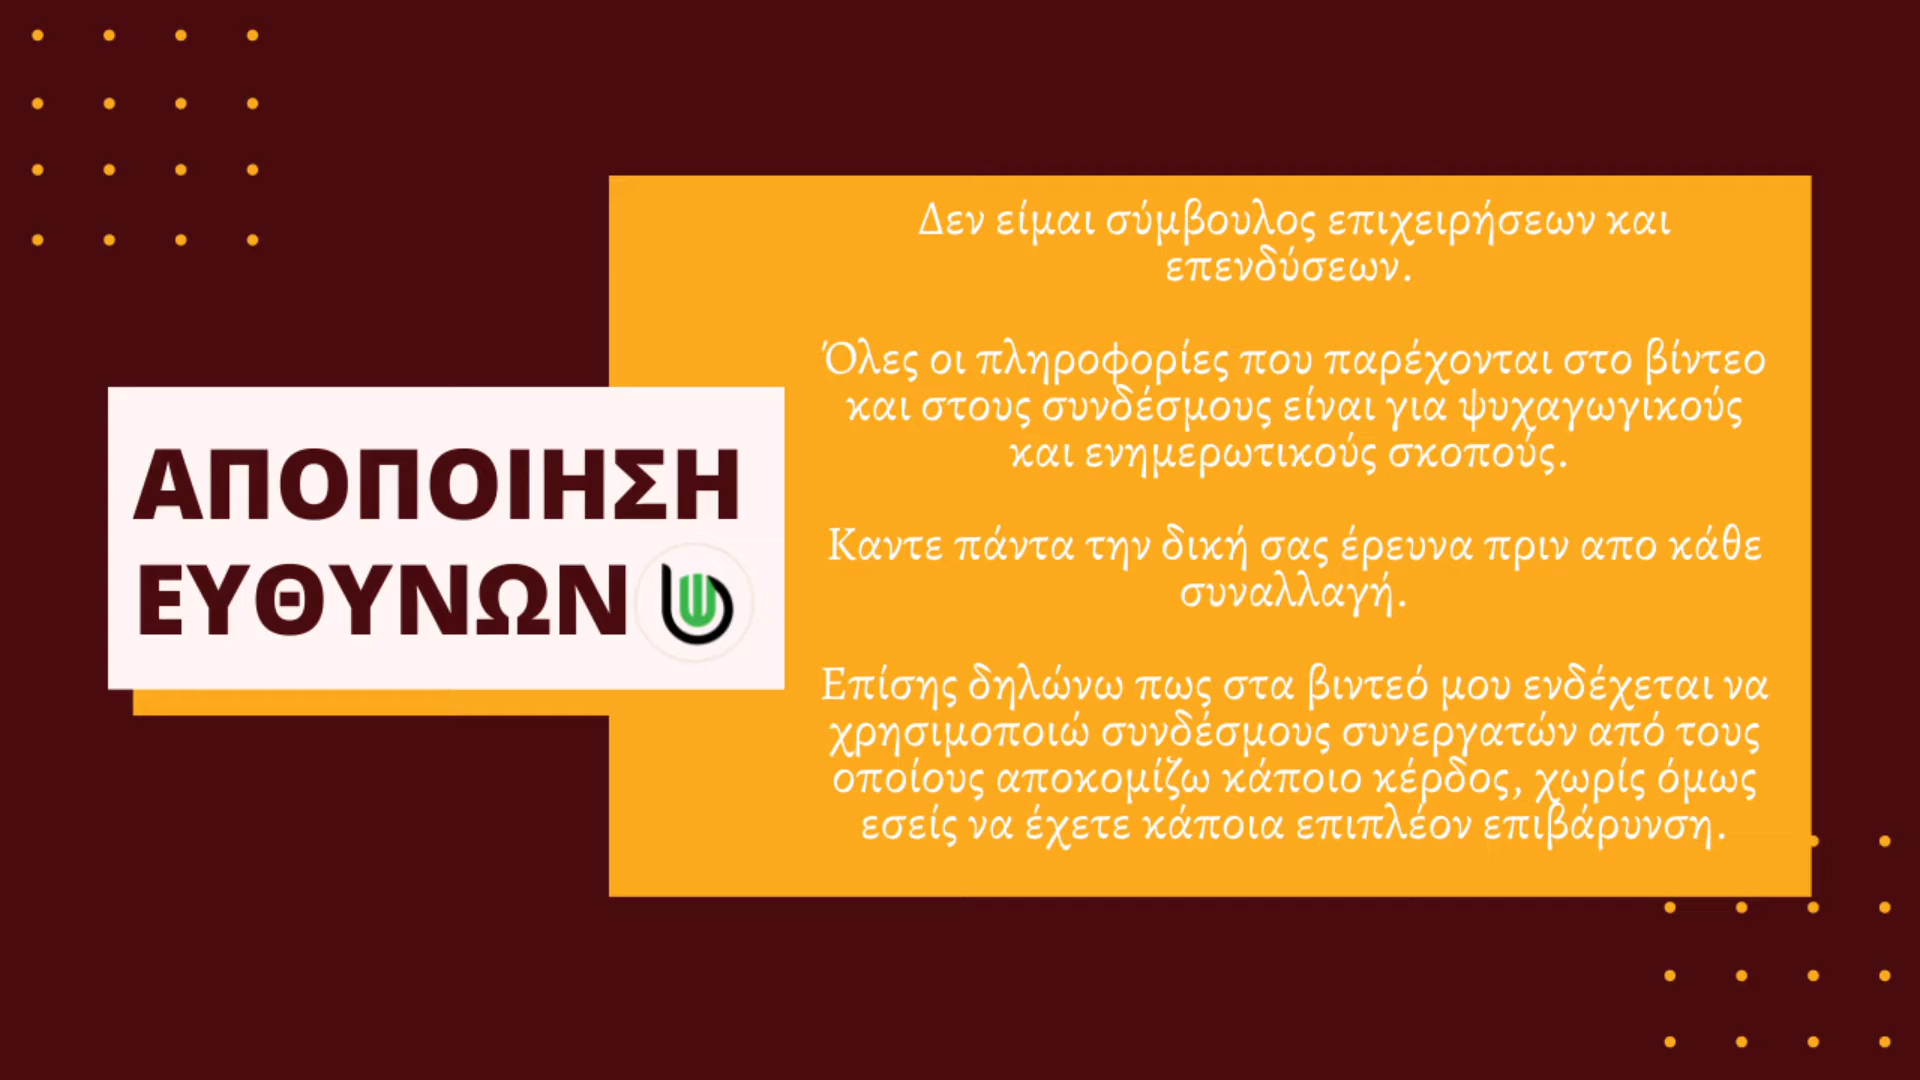 ΑΠΟΠΟΙΗΣΗ
ΕΥΘΥΝΩΝ
Δεν είμαι σύμβουλος επιχειρήσεων και
επενδύσεων.
Όλες οι πληροφορίες που παρέχονται στο βίντεο
και στους συνδέσμους είναι για ψυχαγωγικούς
και ενημερωτικούς σκοπούς.
Καντε πάντα την δική σας έρευνα πριν απο κάθε
συναλλαγή.
Επίσης δηλώνω πως στα βιντεό μου ενδέχεται να
χρησιμοποιώ συνδέσμους συνεργατών από τους
οποίους αποκομίζω κάποιο κέρδος, χωρίς όμως
εσείς να έχετε κάποια επιπλέον επιβάρυνση.